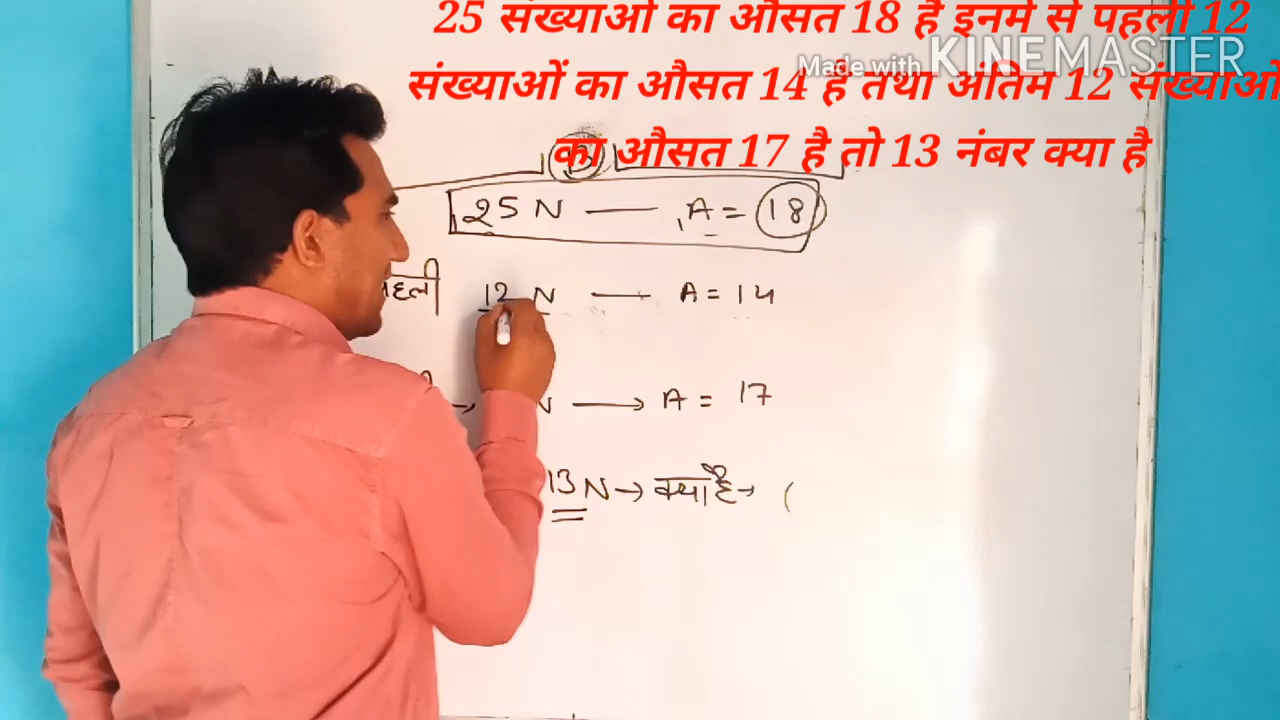 25 संख्याओं का औसत 18 है इनमें से पहली 12
Made with KINEMASTER
संख्याओं का औसत 14 है तथा अंतिम 12 संख्याओं
का औसत 17 है तो 13 नंबर क्या है
25 N — A = 18
12 N — A = 14
N → A = 17
13 N → क्या है →